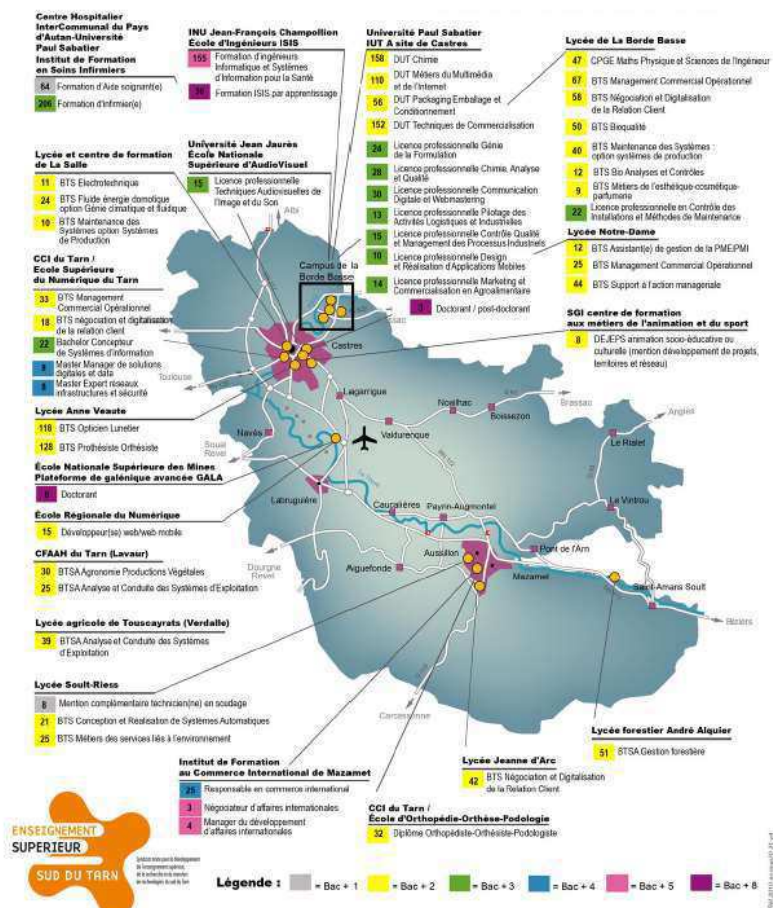 Centre Hospitalier
InterCommunal du Pays
d'Autan-Université
Paul Sabatier
Institut de Formation
en Soins Infirmiers
64 Formation d'Aide soignant(e)
206 Formation d'Infirmier(e)
INU Jean-François Champollion
École d'Ingénieurs ISIS
155 Formation d'ingénieurs
Informatique et Systèmes
d'Information pour la Santé
Formation ISIS par apprentissage
Université Paul Sabatier
IUT A site de Castres
158 DUT Chimie
110 DUT Métiers du Multimédia
et de l'Internet
56 DUT Packaging Emballage et
Conditionnement
152 DUT Techniques de Commercialisation
24 Licence professionnelle Génie
de la Formulation
28 Licence professionnelle Chimie, Analyse
et Qualité
30 Licence professionnelle Communication
Digitale et Webmastering
13 Licence professionnelle Pilotage des
Activités Logistiques et Industrielles
15 Licence professionnelle Contrôle Qualité
et Management des Processus Industriels
10 Licence professionnelle Design
et Réalisation d'Applications Mobiles
14 Licence professionnelle Marketing et
Commercialisation en Agroalimentaire
Doctorant / post-doctorant
Lycée de La Borde Basse
47 CPGE Maths Physique et Sciences de l'Ingénieur
67 BTS Management Commercial Opérationnel
58 BTS Négociation et Digitalisation
de la Relation Client
50 BTS Bioqualité
40 BTS Maintenance des Systèmes :
option systèmes de production
12 BTS Bio Analyses et Contrôles
9 BTS Métiers de l'esthétique-cosmétique-
parfumerie
22 Licence professionnelle en Contrôle des
Installations et Méthodes de Maintenance
Lycée Notre-Dame
12 BTS Assistant(e) de gestion de la PME/PMI
25 BTS Management Commercial Opérationnel
44 BTS Support à l'action managériale
SGI centre de formation
aux métiers de l'animation et du sport
8 DEJEPS animation socio-éducative ou
culturelle (mention développement de projets,
territoires et réseau)
Lycée et centre de formation
de La Salle
11 BTS Electrotechnique
24 BTS Fluide énergie domotique
option Génie climatique et fluidique
10 BTS Maintenance des
Systèmes option Systèmes
de Production
Université Jean Jaurès
École Nationale
Supérieure d'AudioVisuel
15 Licence professionnelle
Techniques Audiovisuelles de
l'Image et du Son
CCI du Tarn /
Ecole Supérieure
du Numérique du Tarn
33 BTS Management
Commercial Opérationnel
18 BTS négociation et digitalisation
de la relation client
22 Bachelor Concepteur
de Systèmes d'information
Master Manager de solutions
digitales et data
Master Expert réseaux
infrastructures et sécurité
Lycée Anne Veaute
118 BTS Opticien Lunetier
128 BTS Prothésiste Orthésiste
École Nationale Supérieure des Mines
Plateforme de galénique avancée GALA
Doctorant
École Régionale du Numérique
15 Développeur(se) web/web mobile
CFAAH du Tarn (Lavaur)
30 BTSA Agronomie Productions Végétales
25 BTSA Analyse et Conduite des Systèmes d'Exploitation
Lycée agricole de Touscayrats (Verdalle)
39 BTSA Analyse et Conduite des Systèmes
d'Exploitation
Lycée Soult-Riess
8 Mention complémentaire technicien(ne) en soudage
21 BTS Conception et Réalisation de Systèmes Automatiques
25 BTS Métiers des services liés à l'environnement
Institut de Formation
au Commerce International de Mazamet
25 Responsable en commerce international
3 Négociateur d'affaires internationales
4 Manager du développement
d'affaires internationales
CCI du Tarn /
École d'Orthopédie-Orthèse-Podologie
32 Diplôme Orthopédiste-Orthésiste-Podologiste
Lycée Jeanne d'Arc
42 BTS Négociation et Digitalisation
de la Relation Client
Lycée forestier André Alquier
51 STSA Gestion forestière
Albi
Campus de la
Borde Basse
Castres
Toulouse
Lagarrigue
Noailhac
Boissezon
Brassac
Anglès
Valdurenque
Le Rialet
Navès
Soual
Revel
Labruguière
Caucalières
Payrin-Augmontel
Le Vintrou
Pont de l'Arn
Aussillon
Aiguefonde
Mazamet
Saint-Amans Soult
Dourgne
Revel
Béziers
Carcassonne
ENSEIGNEMENT
SUPERIEUR
SUD DU TARN
Légende : = Bac + 1 = Bac + 2 = Bac + 3 = Bac + 4 = Bac + 5 = Bac + 8